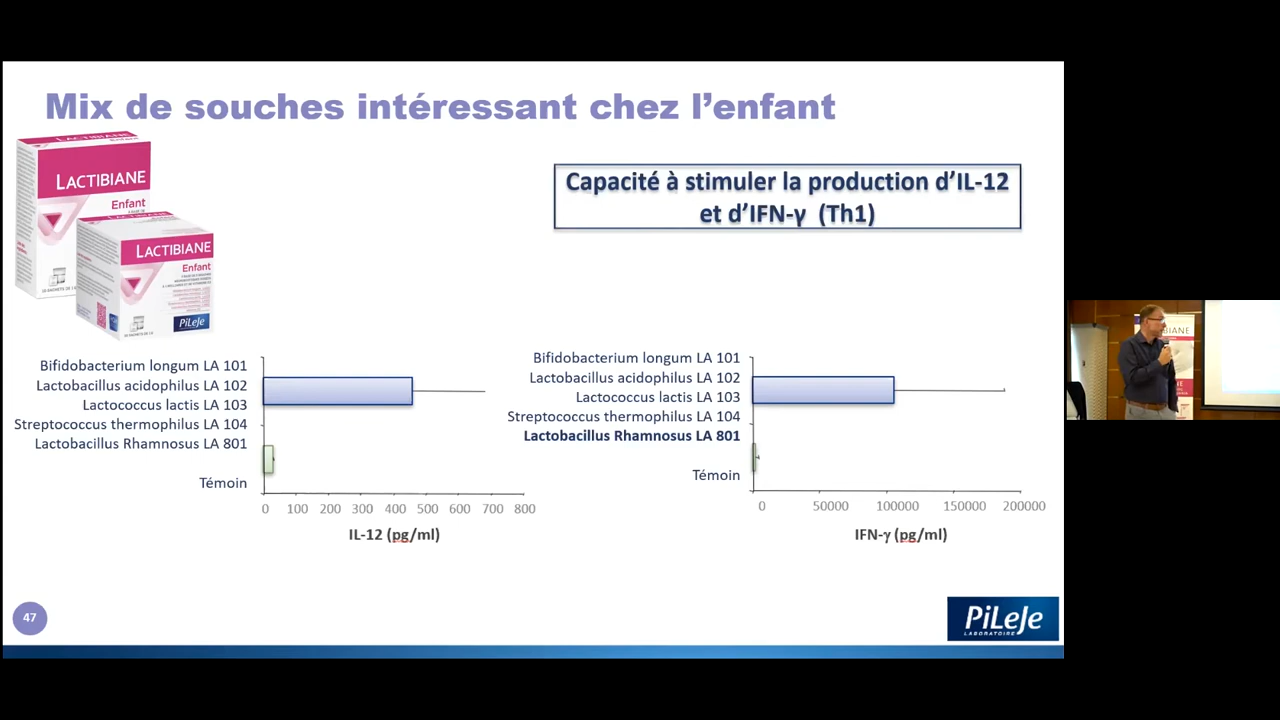 Mix de souches intéressant chez l'enfant
LACTIBIANE
Enfant
LACTIBIANE
Enfant
PiLeJe
Capacité à stimuler la production d'IL-12
et d'IFN-γ (Th1)
Bifidobacterium longum LA 101
Lactobacillus acidophilus LA 102
Lactococcus lactis LA 103
Streptococcus thermophilus LA 104
Lactobacillus Rhamnosus LA 801
Témoin
0 100 200 300 400 500 600 700 800
IL-12 (pg/ml)
Bifidobacterium longum LA 101
Lactobacillus acidophilus LA 102
Lactococcus lactis LA 103
Streptococcus thermophilus LA 104
Lactobacillus Rhamnosus LA 801
Témoin
0 50000 100000 150000 200000
IFN-γ (pg/ml)
47
PiLeJe
LABORATOIRE
BIANE